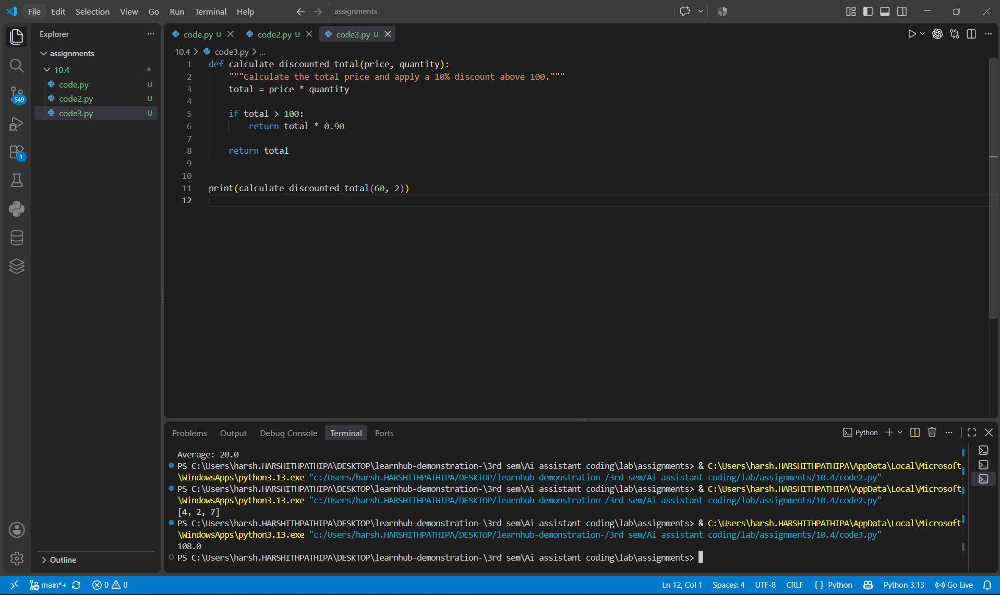 File Edit Selection View Go Run Terminal Help
assignments
Explorer
assignments
10.4
code.py U
code2.py U
code3.py U
549
1
Outline
code.py U
code2.py U
code3.py U
10.4 > code3.py > ...
1 def calculate_discounted_total(price, quantity):
2 """Calculate the total price and apply a 10% discount above 100."""
3 total = price * quantity
4
5 if total > 100:
6 return total * 0.90
7
8 return total
9
10
11 print(calculate_discounted_total(60, 2))
12
Problems Output Debug Console Terminal Ports
Python
Average: 20.0
PS C:\Users\harsh.HARSHITHPATHIPA\DESKTOP\learnhub-demonstration-\3rd sem\Ai assistant coding\lab\assignments> & C:\Users\harsh.HARSHITHPATHIPA\AppData\Local\Microsoft
\WindowsApps\python3.13.exe "c:/Users/harsh.HARSHITHPATHIPA/DESKTOP/learnhub-demonstration-/3rd sem/Ai assistant coding/lab/assignments/10.4/code2.py"
PS C:\Users\harsh.HARSHITHPATHIPA\DESKTOP\learnhub-demonstration-\3rd sem\Ai assistant coding\lab\assignments> & C:\Users\harsh.HARSHITHPATHIPA\AppData\Local\Microsoft
\WindowsApps\python3.13.exe "c:/Users/harsh.HARSHITHPATHIPA/DESKTOP/learnhub-demonstration-/3rd sem/Ai assistant coding/lab/assignments/10.4/code2.py"
[4, 2, 7]
PS C:\Users\harsh.HARSHITHPATHIPA\DESKTOP\learnhub-demonstration-\3rd sem\Ai assistant coding\lab\assignments> & C:\Users\harsh.HARSHITHPATHIPA\AppData\Local\Microsoft
\WindowsApps\python3.13.exe "c:/Users/harsh.HARSHITHPATHIPA/DESKTOP/learnhub-demonstration-/3rd sem/Ai assistant coding/lab/assignments/10.4/code3.py"
108.0
PS C:\Users\harsh.HARSHITHPATHIPA\DESKTOP\learnhub-demonstration-\3rd sem\Ai assistant coding\lab\assignments>
main*+ 0 0 Ln 12, Col 1 Spaces: 4 UTF-8 CRLF { } Python Python 3.13 Go Live